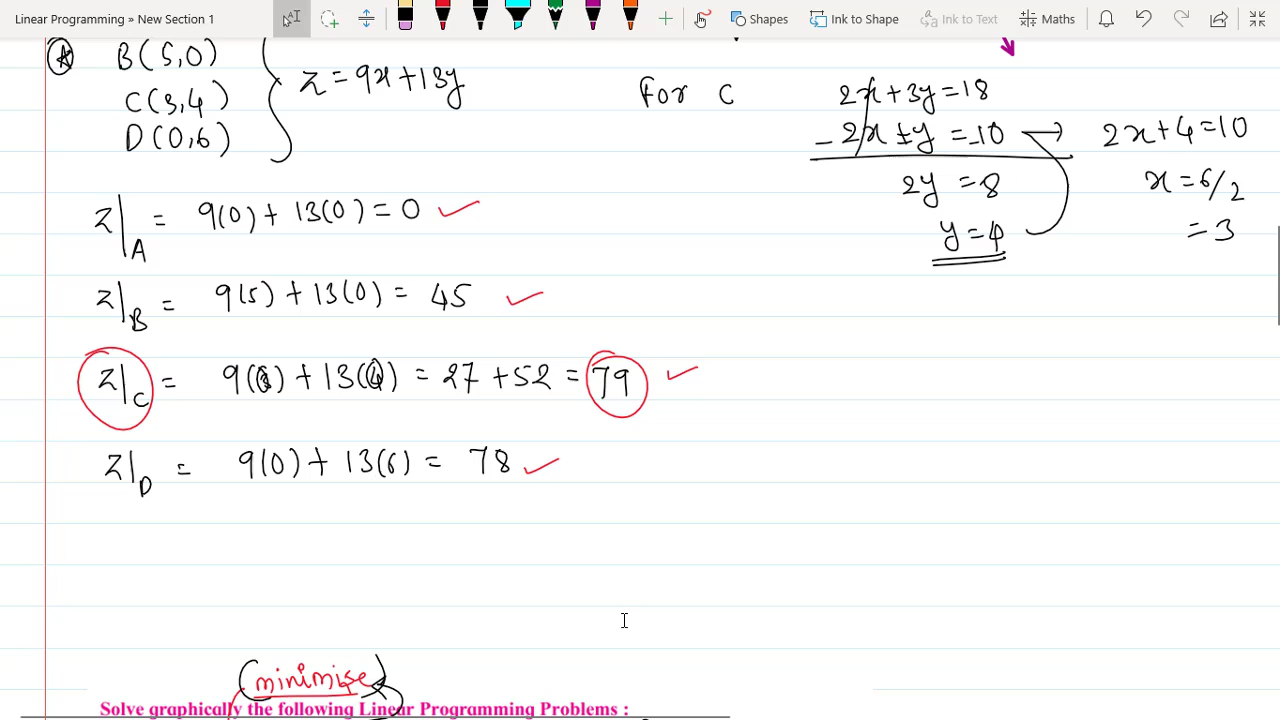 Linear Programming » New Section 1
Shapes
Ink to Shape
Ink to Text
Maths
B(5,0)
C(3,4)
D(0,6)
z = 9x+13y
For C
2x+3y=18
-2x±y=-10
2y=8
y=4
2x+4=10
x=6/2
=3
z|A = 9(0)+13(0)=0
z|B = 9(5)+13(0)= 45
z|C = 9(3)+13(4)=27+52=79
z|D = 9(0)+13(6)= 78
(minimise)
Solve graphically the following Linear Programming Problems :